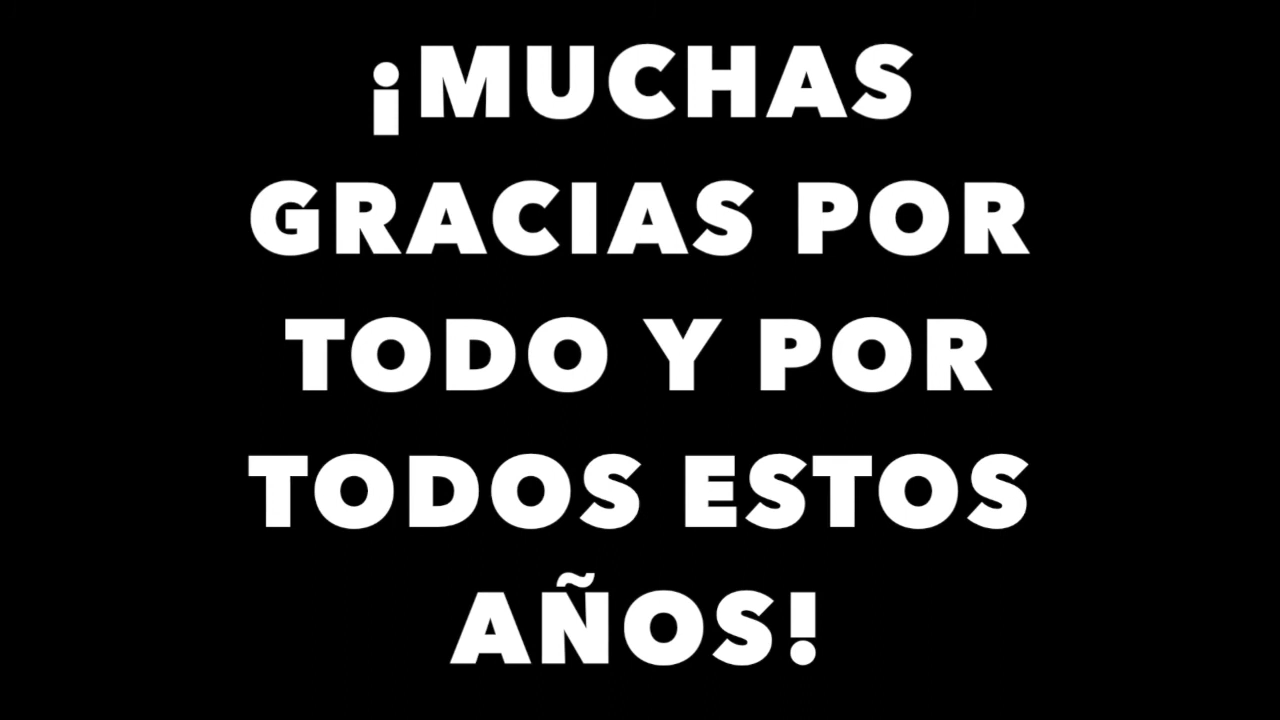 ¡MUCHAS
GRACIAS POR
TODO Y POR
TODOS ESTOS
AÑOS!